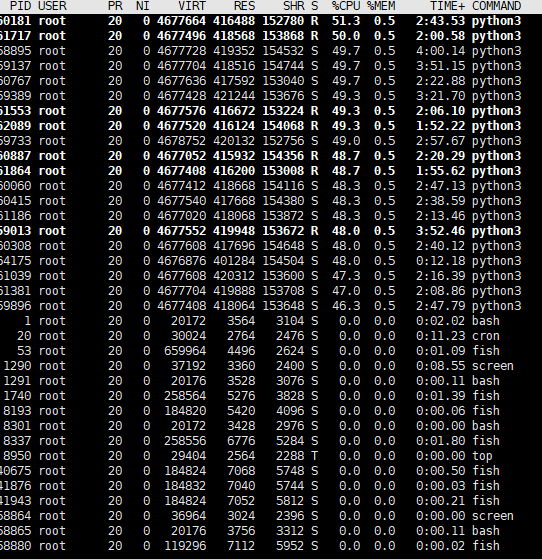 PID USER PR NI VIRT RES SHR S %CPU %MEM TIME+ COMMAND
60181 root 20 0 4677664 416488 152780 R 51.3 0.5 2:43.53 python3
61717 root 20 0 4677496 418568 153868 R 50.0 0.5 2:00.58 python3
58895 root 20 0 4677728 419352 154532 S 49.7 0.5 4:00.14 python3
59137 root 20 0 4677704 418516 154744 S 49.7 0.5 3:51.15 python3
60767 root 20 0 4677636 417592 153040 S 49.7 0.5 2:22.88 python3
59389 root 20 0 4677428 421244 153676 S 49.3 0.5 3:21.70 python3
61553 root 20 0 4677576 416672 153224 R 49.3 0.5 2:06.10 python3
62089 root 20 0 4677520 416124 154068 R 49.3 0.5 1:52.22 python3
59733 root 20 0 4678752 420132 152756 S 49.0 0.5 2:57.67 python3
60887 root 20 0 4677052 415932 154356 R 48.7 0.5 2:20.29 python3
61864 root 20 0 4677408 416200 153008 R 48.7 0.5 1:55.62 python3
60060 root 20 0 4677412 418668 154116 S 48.3 0.5 2:47.13 python3
60415 root 20 0 4677540 417668 154380 S 48.3 0.5 2:38.59 python3
61186 root 20 0 4677020 418068 153872 S 48.3 0.5 2:13.46 python3
59013 root 20 0 4677552 419948 153672 R 48.0 0.5 3:52.46 python3
60308 root 20 0 4677608 417696 154648 S 48.0 0.5 2:40.12 python3
64175 root 20 0 4676876 401284 154504 S 48.0 0.5 0:12.18 python3
61039 root 20 0 4677608 420312 153600 S 47.3 0.5 2:16.39 python3
61381 root 20 0 4677704 419888 153708 S 47.0 0.5 2:08.86 python3
59896 root 20 0 4677408 418064 153648 S 46.3 0.5 2:47.79 python3
1 root 20 0 20172 3564 3104 S 0.0 0.0 0:02.02 bash
20 root 20 0 30024 2764 2476 S 0.0 0.0 0:11.23 cron
53 root 20 0 659964 4496 2624 S 0.0 0.0 0:01.09 fish
1290 root 20 0 37192 3360 2400 S 0.0 0.0 0:08.55 screen
1291 root 20 0 20176 3528 3076 S 0.0 0.0 0:00.11 bash
1740 root 20 0 258564 5276 3828 S 0.0 0.0 0:01.39 fish
8193 root 20 0 184820 5420 4096 S 0.0 0.0 0:00.06 fish
8301 root 20 0 20172 3428 2976 S 0.0 0.0 0:00.00 bash
8337 root 20 0 258556 6776 5284 S 0.0 0.0 0:01.80 fish
8950 root 20 0 29404 2564 2288 T 0.0 0.0 0:00.00 top
40675 root 20 0 184824 7068 5748 S 0.0 0.0 0:00.50 fish
41876 root 20 0 184832 7040 5744 S 0.0 0.0 0:00.03 fish
41943 root 20 0 184824 7052 5812 S 0.0 0.0 0:00.21 fish
58864 root 20 0 36964 3024 2396 S 0.0 0.0 0:00.00 screen
58865 root 20 0 20176 3756 3312 S 0.0 0.0 0:00.11 bash
58880 root 20 0 119296 7112 5952 S 0.0 0.0 0:00.02 fish